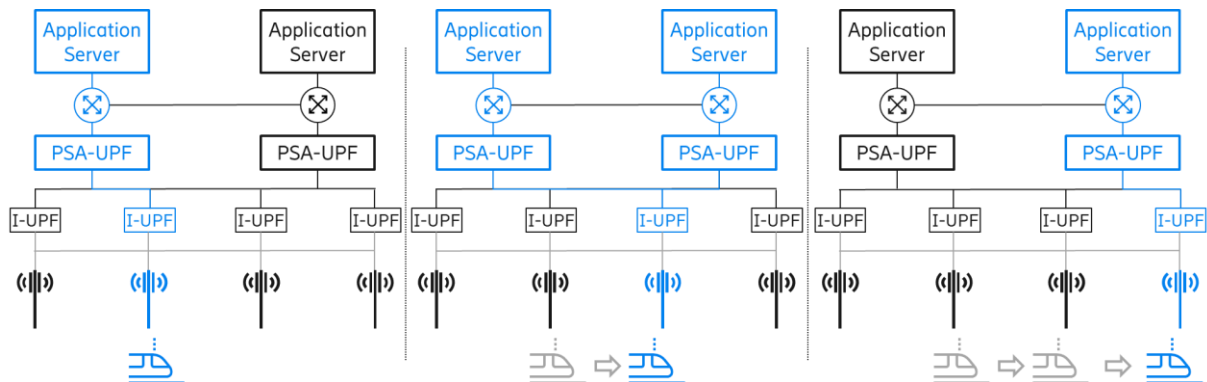 Application
Server
Application
Server
Application
Server
Application
Server
Application
Server
Application
Server
PSA-UPF
PSA-UPF
PSA-UPF
PSA-UPF
PSA-UPF
PSA-UPF
I-UPF
I-UPF
I-UPF
I-UPF
I-UPF
I-UPF
I-UPF
I-UPF
I-UPF
I-UPF
I-UPF
I-UPF